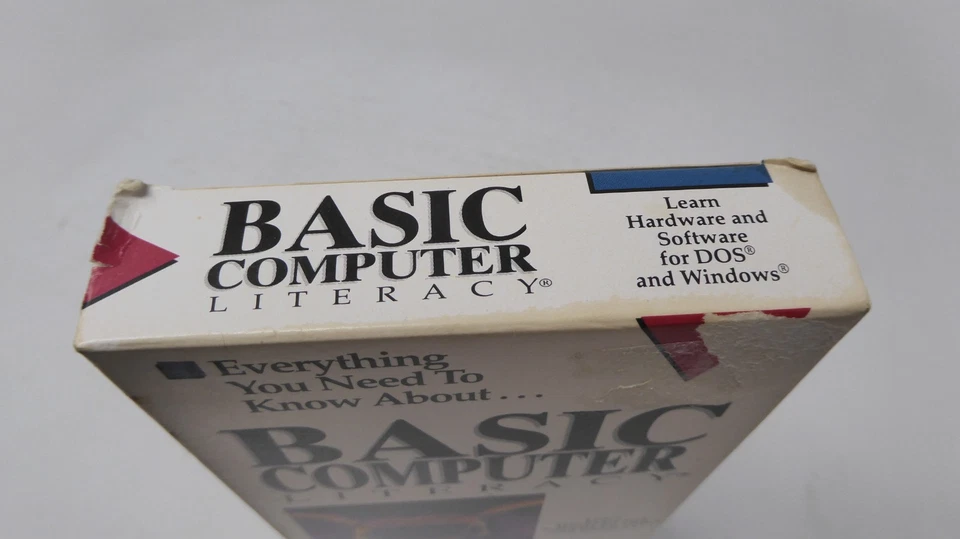 BASIC
COMPUTER
LITERACY®
Learn
Hardware and
Software
for DOS®
and Windows®
Everything
You Need To
Know About...
BASIC
COMPUTER
LITERACY®